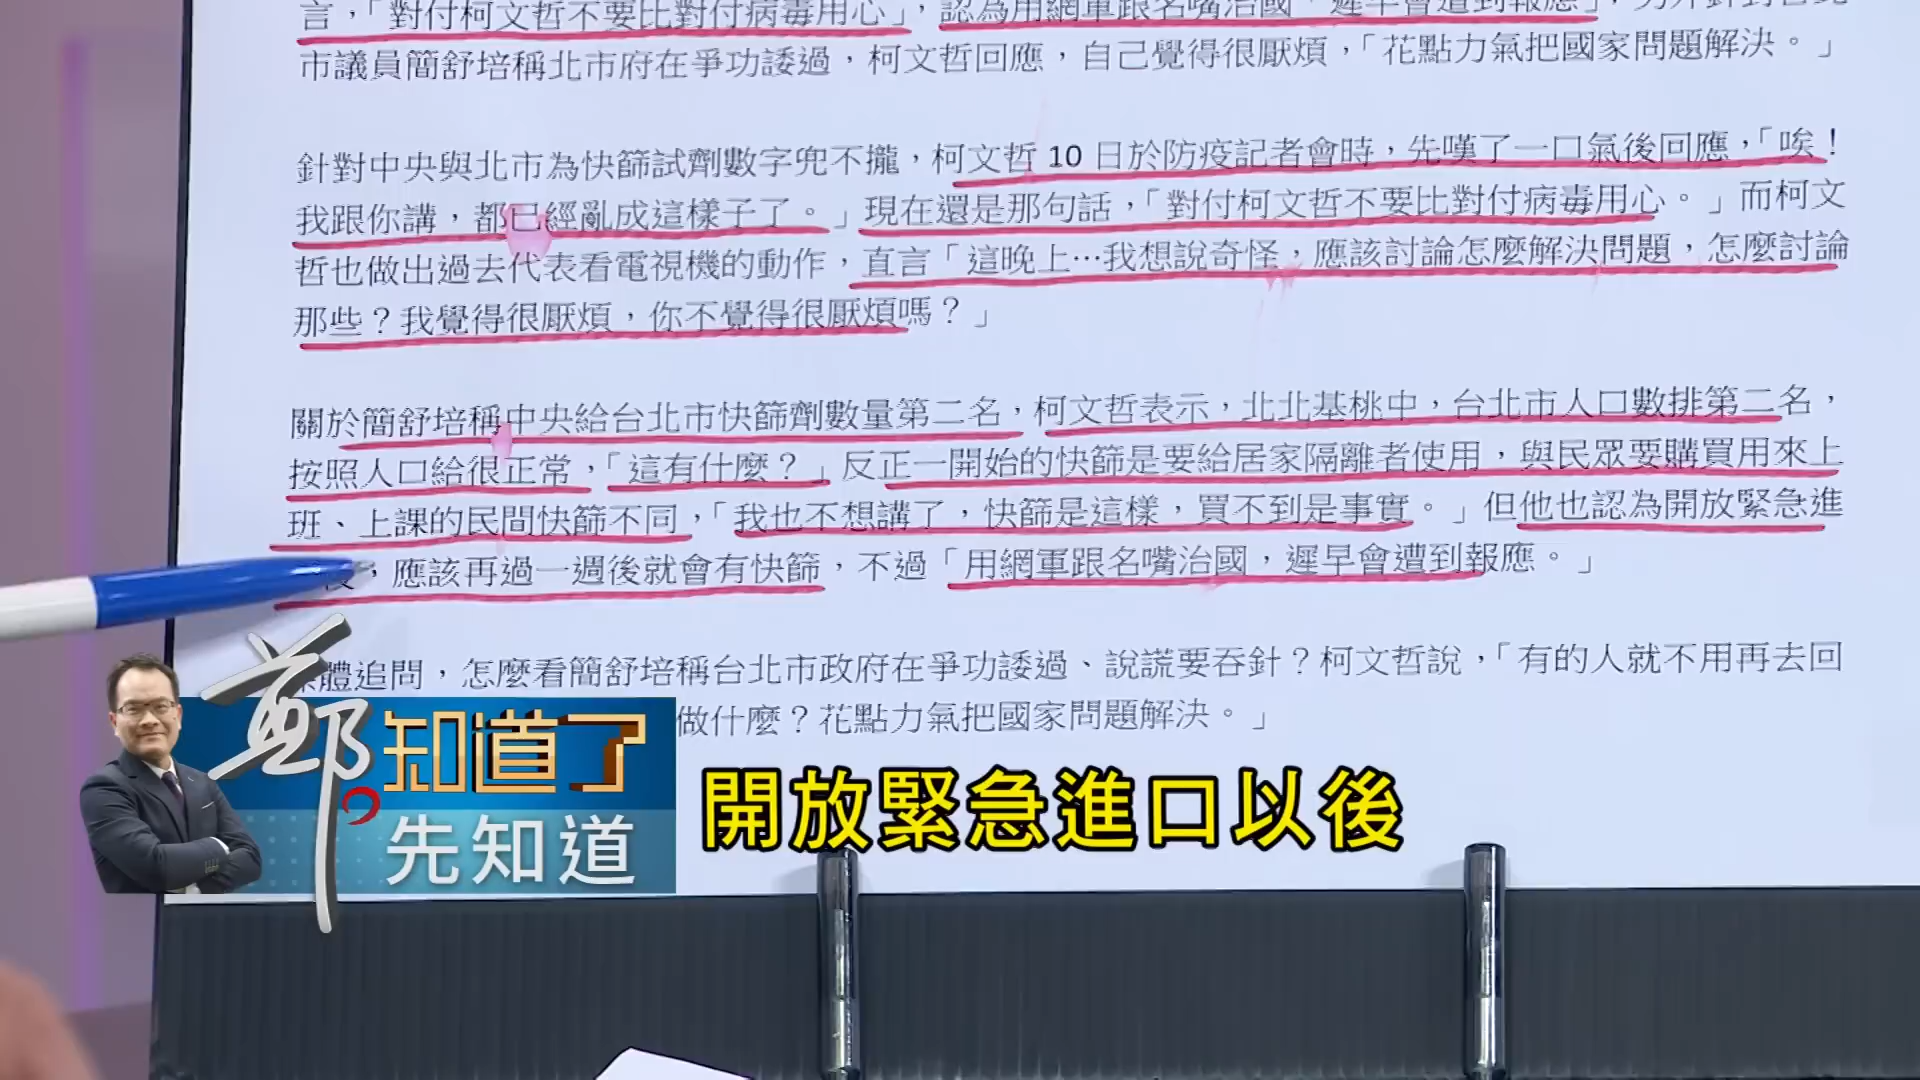 言，「對付柯文哲不要比對付病毒用心」，認為用網軍跟名嘴治國「遲早會遭到報應」，另外針對台北
市議員簡舒培稱北市府在爭功諉過，柯文哲回應，自己覺得很厭煩，「花點力氣把國家問題解決。」
針對中央與北市為快篩試劑數字兜不攏，柯文哲 10 日於防疫記者會時，先嘆了一口氣後回應，「唉！
我跟你講，都已經亂成這樣子了。」現在還是那句話，「對付柯文哲不要比對付病毒用心。」而柯文
哲也做出過去代表看電視機的動作，直言「這晚上…我想說奇怪，應該討論怎麼解決問題，怎麼討論
那些？我覺得很厭煩，你不覺得很厭煩嗎？」
關於簡舒培稱中央給台北市快篩劑數量第二名，柯文哲表示，北北基桃中，台北市人口數排第二名，
按照人口給很正常，「這有什麼？」反正一開始的快篩是要給居家隔離者使用，與民眾要購買用來上
班、上課的民間快篩不同，「我也不想講了，快篩是這樣，買不到是事實。」但他也認為開放緊急進
後，應該再過一週後就會有快篩，不過「用網軍跟名嘴治國，遲早會遭到報應。」
體追問，怎麼看簡舒培稱台北市政府在爭功諉過、說謊要吞針？柯文哲說，「有的人就不用再去回
做什麼？花點力氣把國家問題解決。」
鄭知道了
先知道
開放緊急進口以後